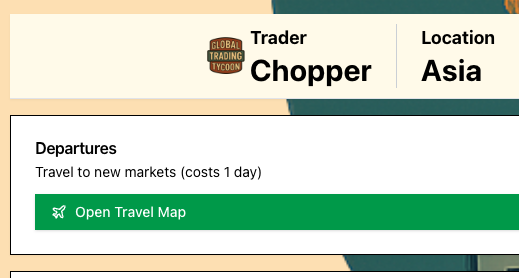 GLOBAL
TRADING
TYCOON
Trader
Chopper
Location
Asia
Departures
Travel to new markets (costs 1 day)
Open Travel Map